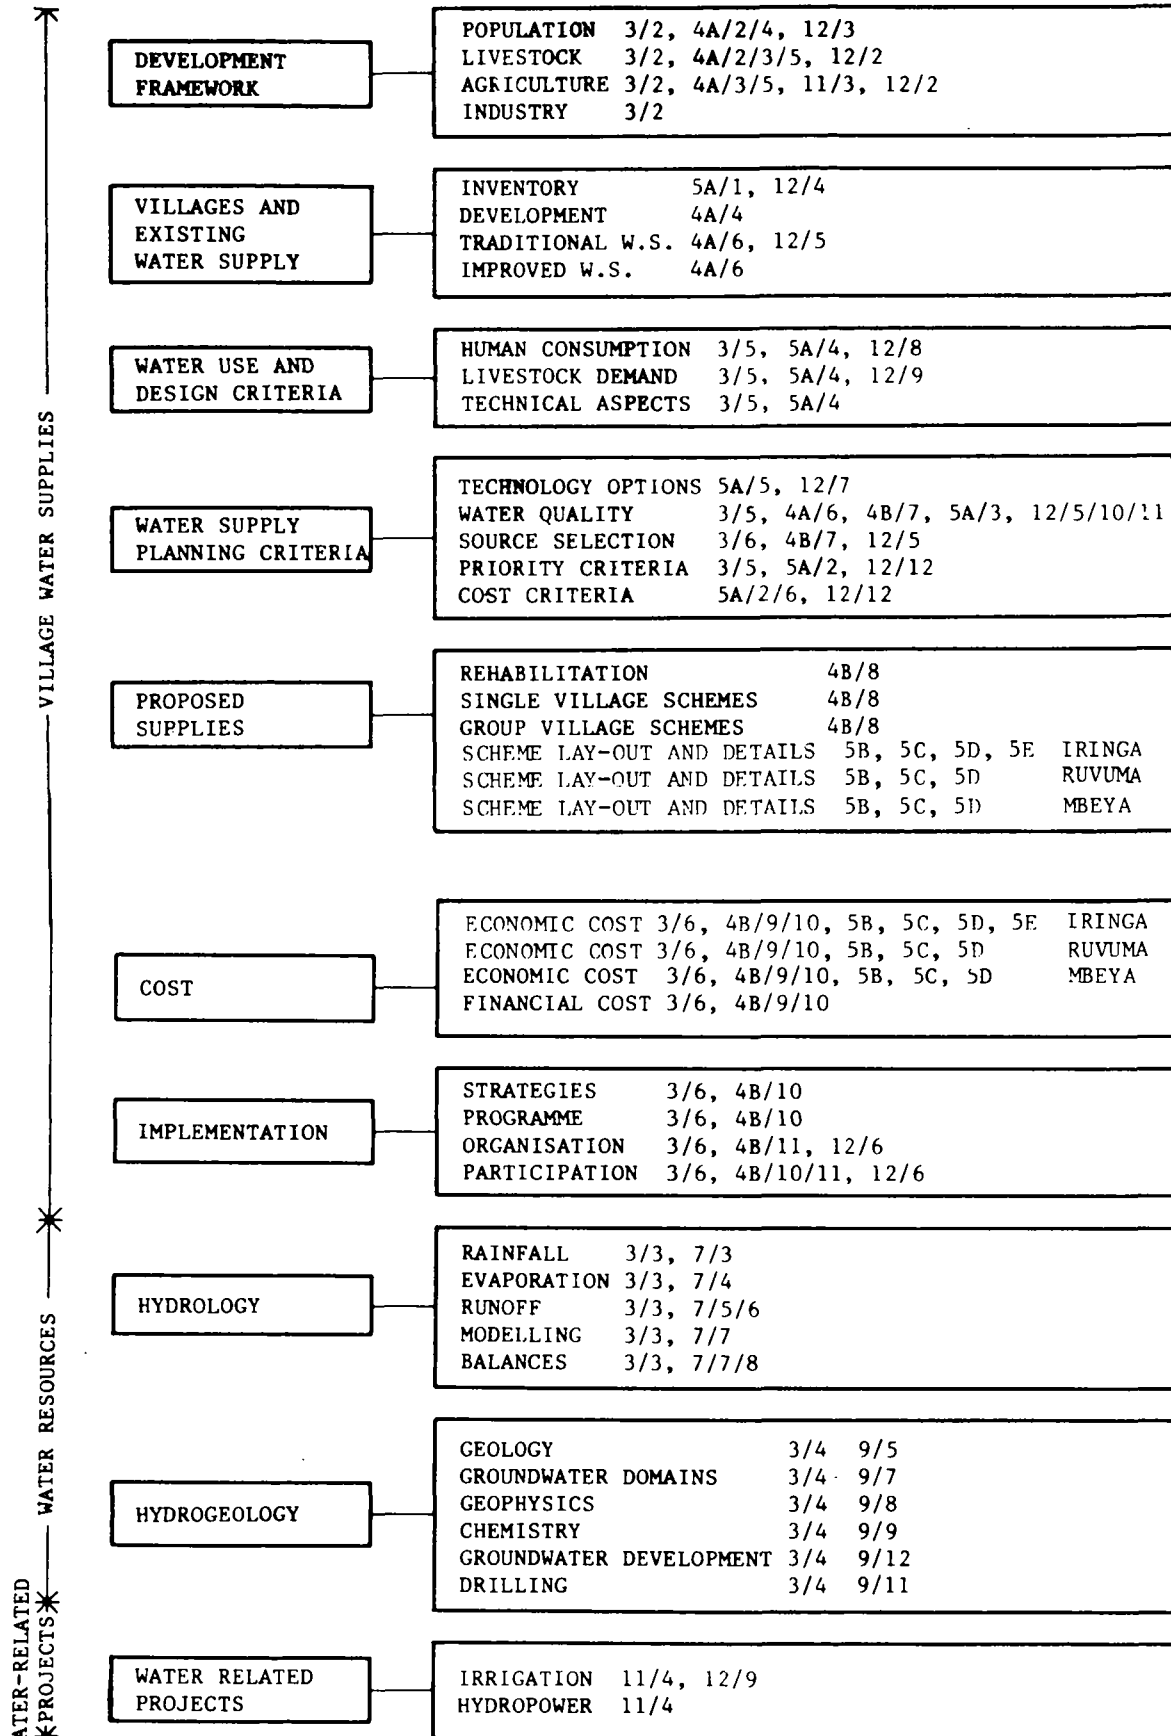 DEVELOPMENT
FRAMEWORK
POPULATION 3/2, 4A/2/4, 12/3
LIVESTOCK 3/2, 4A/2/3/5, 12/2
AGRICULTURE 3/2, 4A/3/5, 11/3, 12/2
INDUSTRY 3/2
VILLAGES AND
EXISTING
WATER SUPPLY
INVENTORY 5A/1, 12/4
DEVELOPMENT 4A/4
TRADITIONAL W.S. 4A/6, 12/5
IMPROVED W.S. 4A/6
WATER USE AND
DESIGN CRITERIA
HUMAN CONSUMPTION 3/5, 5A/4, 12/8
LIVESTOCK DEMAND 3/5, 5A/4, 12/9
TECHNICAL ASPECTS 3/5, 5A/4
WATER SUPPLY
PLANNING CRITERIA
TECHNOLOGY OPTIONS 5A/5, 12/7
WATER QUALITY 3/5, 4A/6, 4B/7, 5A/3, 12/5/10/11
SOURCE SELECTION 3/6, 4B/7, 12/5
PRIORITY CRITERIA 3/5, 5A/2, 12/12
COST CRITERIA 5A/2/6, 12/12
PROPOSED
SUPPLIES
REHABILITATION 4B/8
SINGLE VILLAGE SCHEMES 4B/8
GROUP VILLAGE SCHEMES 4B/8
SCHEME LAY-OUT AND DETAILS 5B, 5C, 5D, 5E IRINGA
SCHEME LAY-OUT AND DETAILS 5B, 5C, 5D RUVUMA
SCHEME LAY-OUT AND DETAILS 5B, 5C, 5D MBEYA
VILLAGE WATER SUPPLIES
COST
ECONOMIC COST 3/6, 4B/9/10, 5B, 5C, 5D, 5E IRINGA
ECONOMIC COST 3/6, 4B/9/10, 5B, 5C, 5D RUVUMA
ECONOMIC COST 3/6, 4B/9/10, 5B, 5C, 5D MBEYA
FINANCIAL COST 3/6, 4B/9/10
IMPLEMENTATION
STRATEGIES 3/6, 4B/10
PROGRAMME 3/6, 4B/10
ORGANISATION 3/6, 4B/11, 12/6
PARTICIPATION 3/6, 4B/10/11, 12/6
HYDROLOGY
RAINFALL 3/3, 7/3
EVAPORATION 3/3, 7/4
RUNOFF 3/3, 7/5/6
MODELLING 3/3, 7/7
BALANCES 3/3, 7/7/8
WATER RESOURCES
HYDROGEOLOGY
GEOLOGY 3/4 9/5
GROUNDWATER DOMAINS 3/4 9/7
GEOPHYSICS 3/4 9/8
CHEMISTRY 3/4 9/9
GROUNDWATER DEVELOPMENT 3/4 9/12
DRILLING 3/4 9/11
ATER-RELATED
PROJECTS
WATER RELATED
PROJECTS
IRRIGATION 11/4, 12/9
HYDROPOWER 11/4